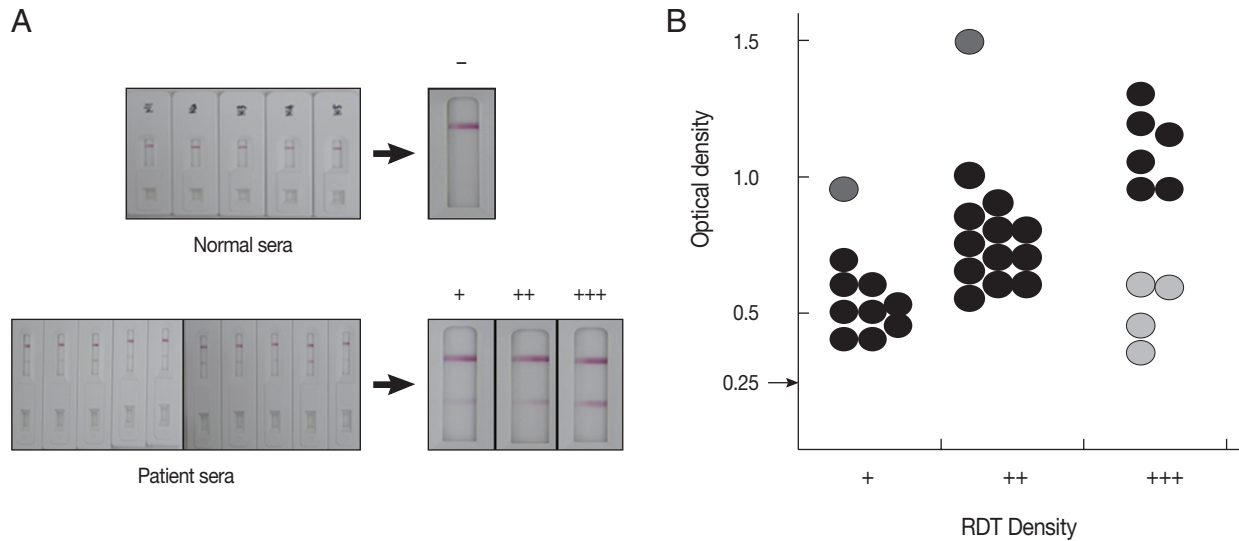 A
−
Normal sera
+ ++ +++
Patient sera
B
1.5
1.0
0.5
0.25
Optical density
+ ++ +++
RDT Density